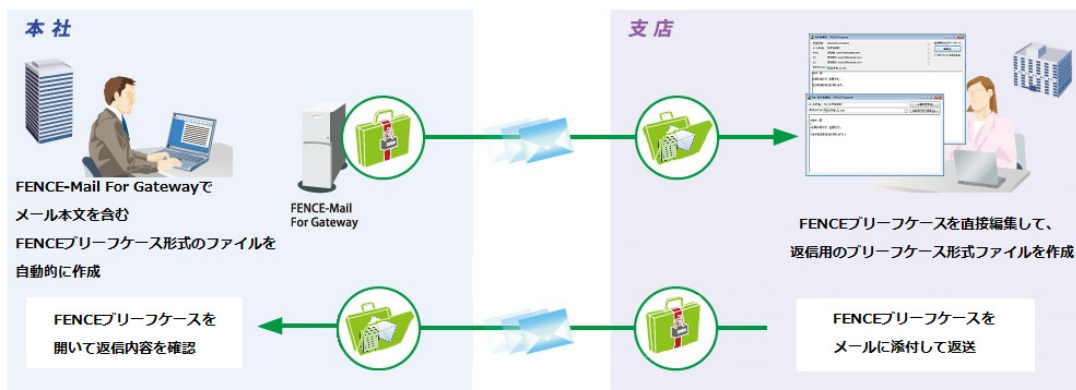 本社
支店
FENCE-Mail For Gatewayで
メール本文を含む
FENCEブリーフケース形式のファイルを
自動的に作成
FENCE-Mail
For Gateway
FENCEブリーフケースを直接編集して、
返信用のブリーフケース形式ファイルを作成
FENCEブリーフケースを
開いて返信内容を確認
FENCEブリーフケースを
メールに添付して返送